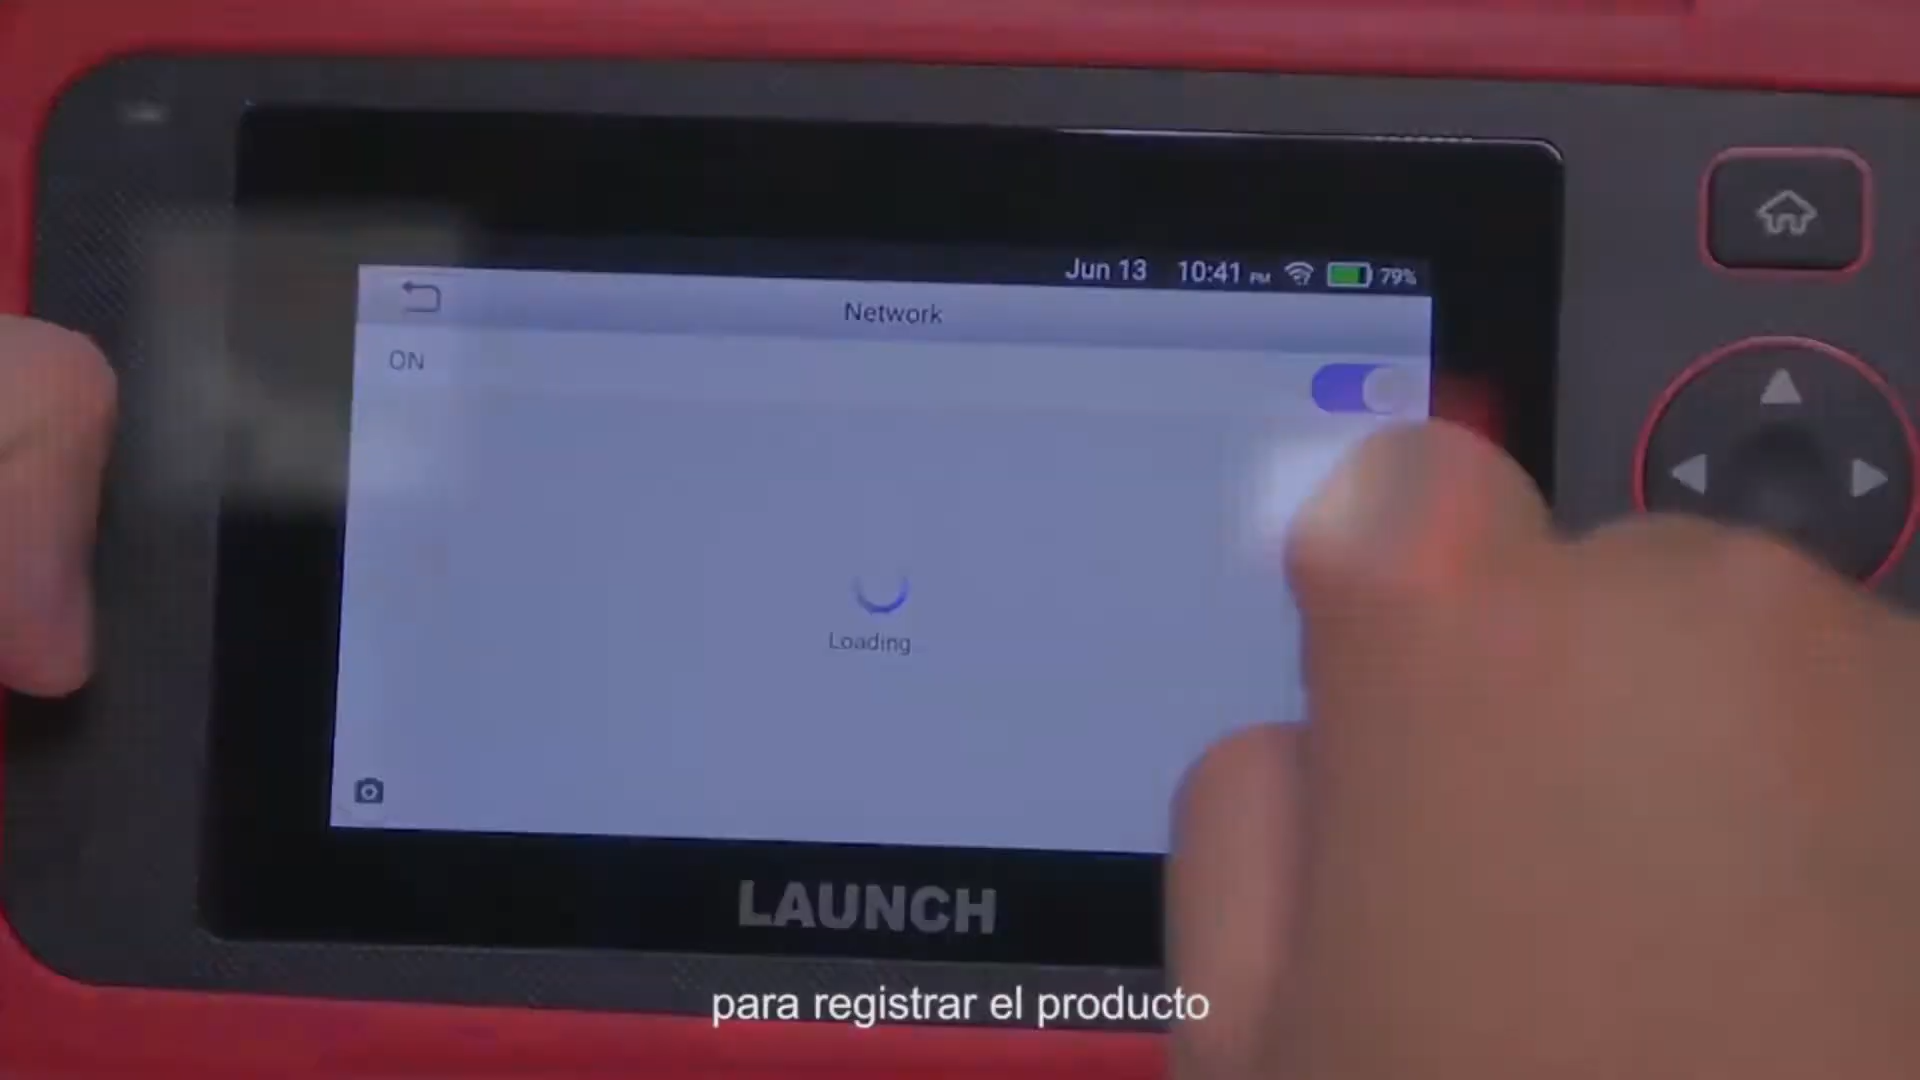 Jun 13 10:41 PM 79%
Network
ON
Loading...
LAUNCH
para registrar el producto